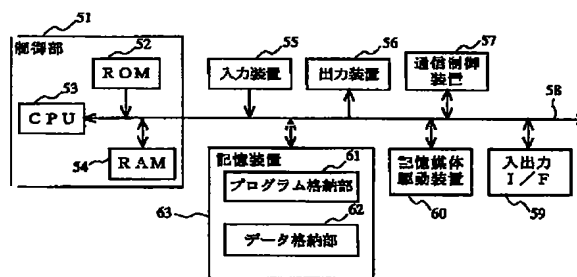 51
制御部
52
ROM
53
CPU
54
RAM
55
入力装置
56
出力装置
57
通信制御
装置
58
記憶装置
61
プログラム格納部
62
データ格納部
63
記憶媒体
駆動装置
60
入出力
I/F
59